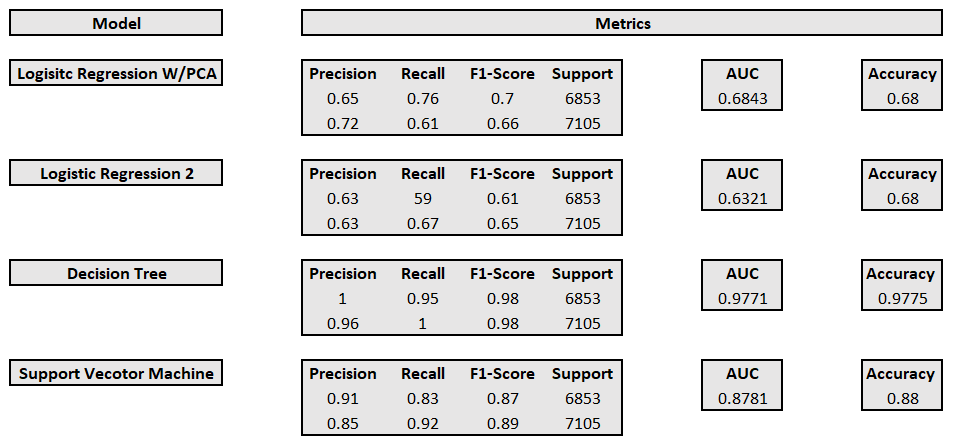 Model Metrics
Logisitc Regression W/PCA Precision Recall F1-Score Support AUC Accuracy
0.65 0.76 0.7 6853 0.6843 0.68
0.72 0.61 0.66 7105
Logistic Regression 2 Precision Recall F1-Score Support AUC Accuracy
0.63 59 0.61 6853 0.6321 0.68
0.63 0.67 0.65 7105
Decision Tree Precision Recall F1-Score Support AUC Accuracy
1 0.95 0.98 6853 0.9771 0.9775
0.96 1 0.98 7105
Support Vecotor Machine Precision Recall F1-Score Support AUC Accuracy
0.91 0.83 0.87 6853 0.8781 0.88
0.85 0.92 0.89 7105